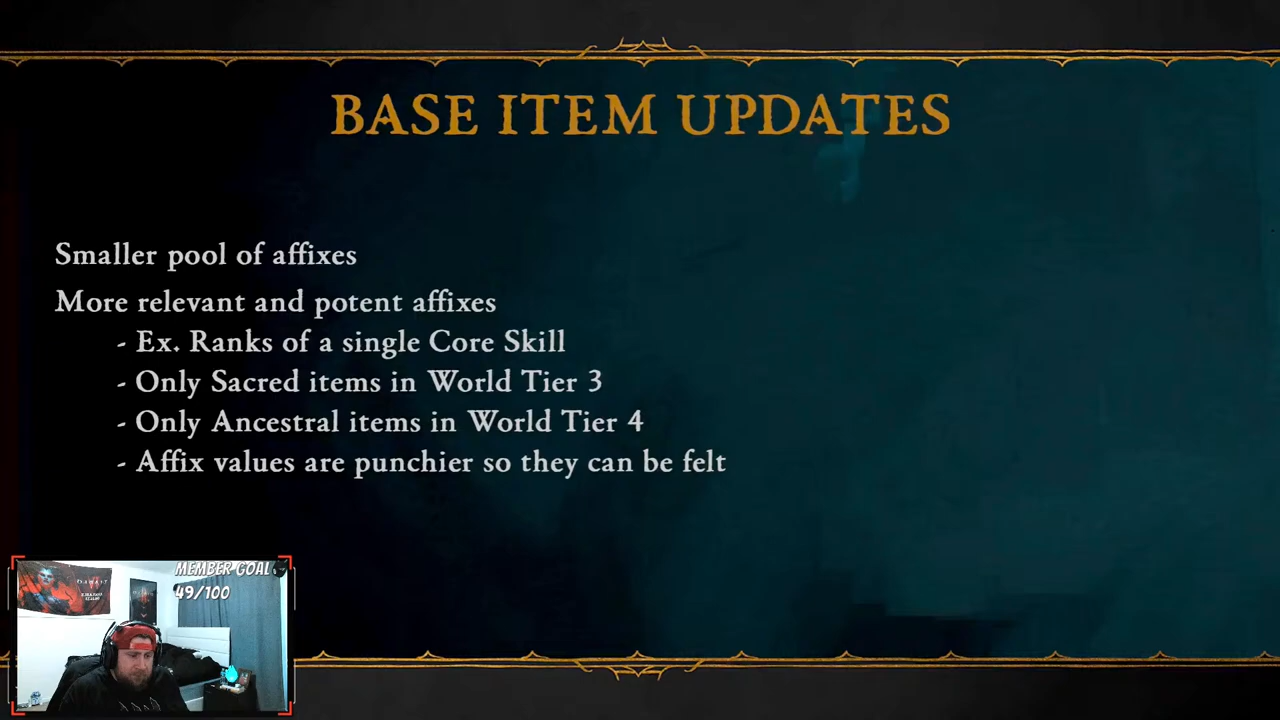 BASE ITEM UPDATES
Smaller pool of affixes
More relevant and potent affixes
- Ex. Ranks of a single Core Skill
- Only Sacred items in World Tier 3
- Only Ancestral items in World Tier 4
- Affix values are punchier so they can be felt
MEMBER GOAL
49/100